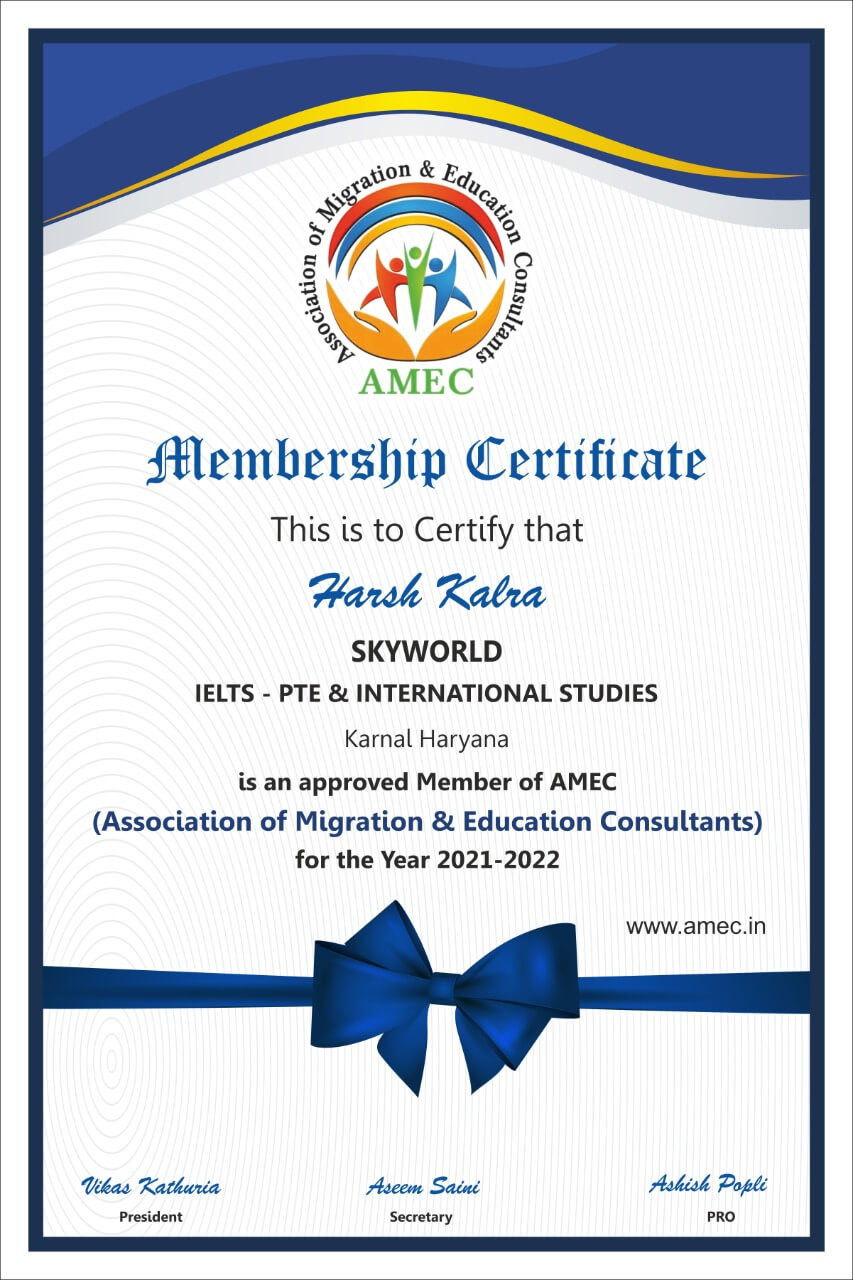 Association of Migration & Education Consultants
AMEC
Membership Certificate
This is to Certify that
Harsh Kalra
SKYWORLD
IELTS - PTE & INTERNATIONAL STUDIES
Karnal Haryana
is an approved Member of AMEC
(Association of Migration & Education Consultants)
for the Year 2021-2022
www.amec.in
Vikas Kathuria
President
Aseem Saini
Secretary
Ashish Popli
PRO